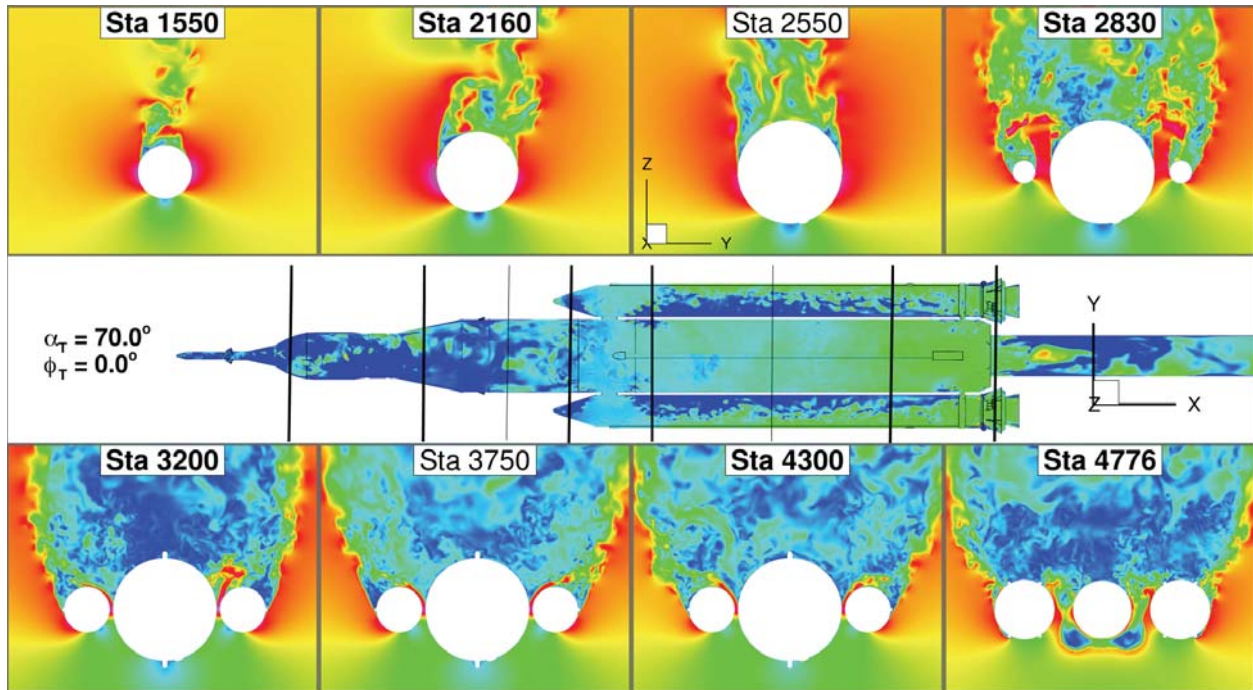 Sta 1550
Sta 2160
Sta 2550
Sta 2830
Z
X
Y
αT = 70.0°
ϕT = 0.0°
Y
Z
X
Sta 3200
Sta 3750
Sta 4300
Sta 4776